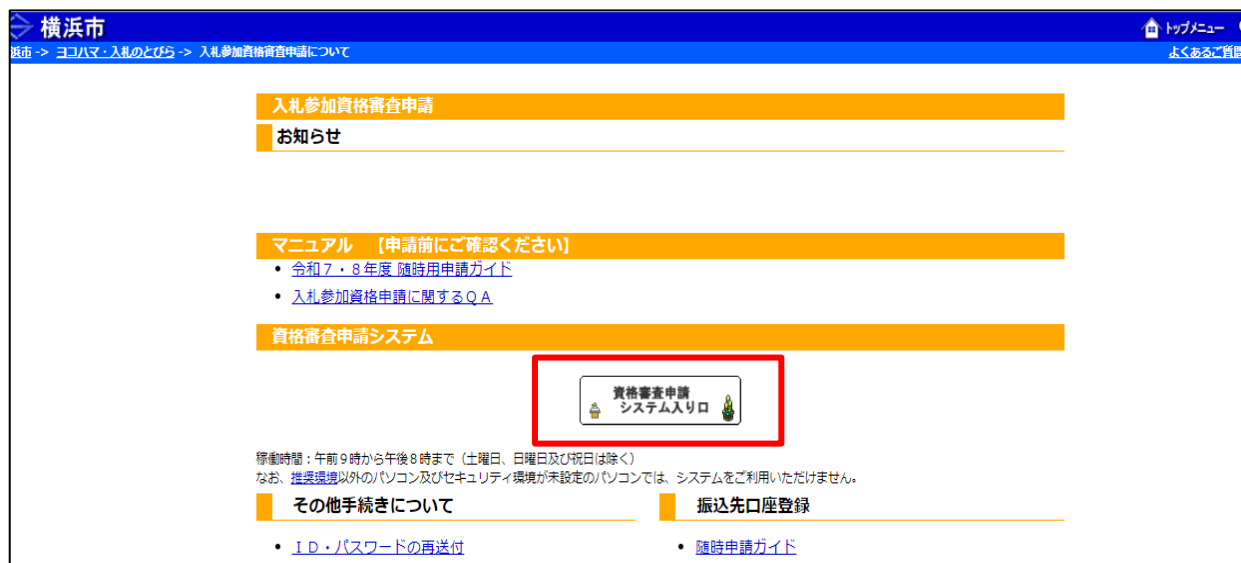 横浜市
トップメニュー
浜市 -> ヨコハマ・入札のとびら -> 入札参加資格審査申請について
よくあるご質問
入札参加資格審査申請
お知らせ
マニュアル 【申請前にご確認ください】
• 令和7・8年度 随時用申請ガイド
• 入札参加資格申請に関するQA
資格審査申請システム
資格審査申請
システム入り口
稼働時間：午前9時から午後8時まで（土曜日、日曜日及び祝日は除く）
なお、推奨環境以外のパソコン及びセキュリティ環境が未設定のパソコンでは、システムをご利用いただけません。
その他手続きについて
振込先口座登録
• ID・パスワードの再送付
• 随時申請ガイド